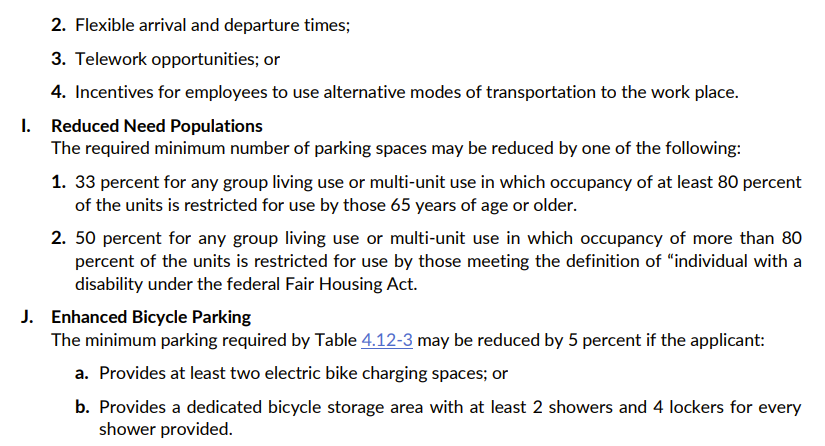 2. Flexible arrival and departure times;
3. Telework opportunities; or
4. Incentives for employees to use alternative modes of transportation to the work place.
I. Reduced Need Populations
The required minimum number of parking spaces may be reduced by one of the following:
1. 33 percent for any group living use or multi-unit use in which occupancy of at least 80 percent
of the units is restricted for use by those 65 years of age or older.
2. 50 percent for any group living use or multi-unit use in which occupancy of more than 80
percent of the units is restricted for use by those meeting the definition of “individual with a
disability under the federal Fair Housing Act.
J. Enhanced Bicycle Parking
The minimum parking required by Table 4.12-3 may be reduced by 5 percent if the applicant:
a. Provides at least two electric bike charging spaces; or
b. Provides a dedicated bicycle storage area with at least 2 showers and 4 lockers for every
shower provided.